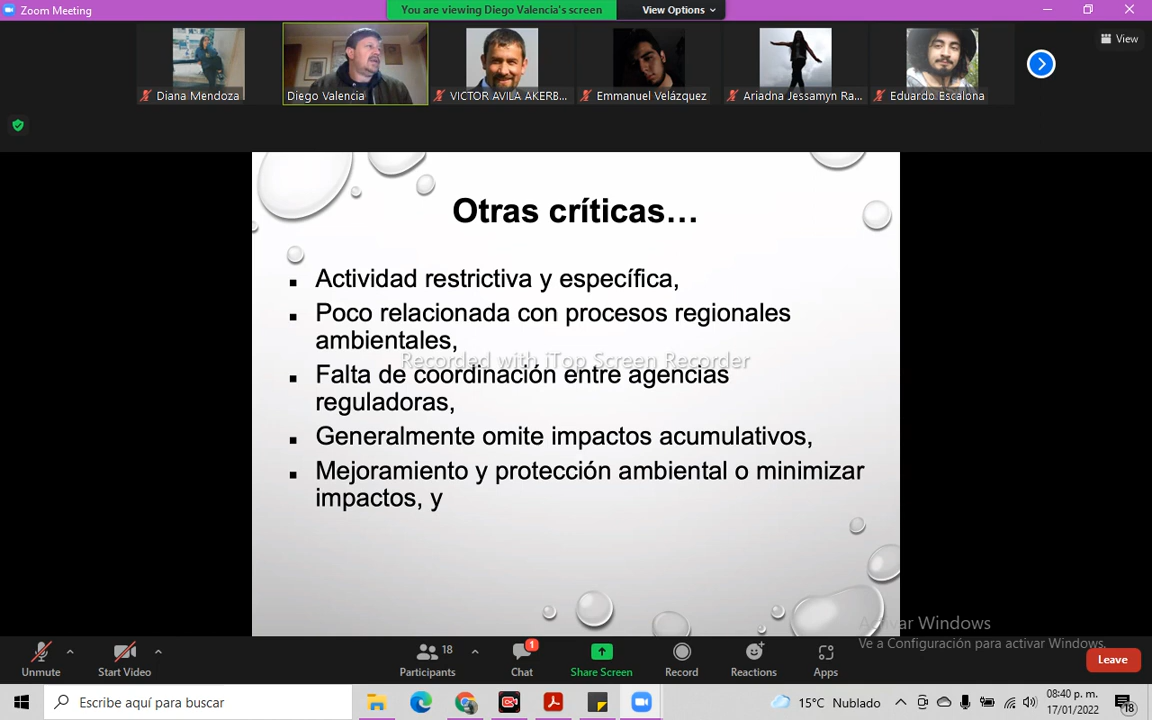 Zoom Meeting
You are viewing Diego Valencia's screen
View Options
View
Diana Mendoza
Diego Valencia
VICTOR AVILA AKERB...
Emmanuel Velázquez
Ariadna Jessamyn Ra...
Eduardo Escalona
Otras críticas…
Actividad restrictiva y específica,
Poco relacionada con procesos regionales
ambientales,
Recorded with iTop Screen Recorder
Falta de coordinación entre agencias
reguladoras,
Generalmente omite impactos acumulativos,
Mejoramiento y protección ambiental o minimizar
impactos, y
Activar Windows
Ve a Configuración para activar Windows.
Unmute
Start Video
18
Participants
1
Chat
Share Screen
Record
Reactions
Apps
Leave
Escribe aquí para buscar
15°C Nublado
08:40 p. m.
17/01/2022
18